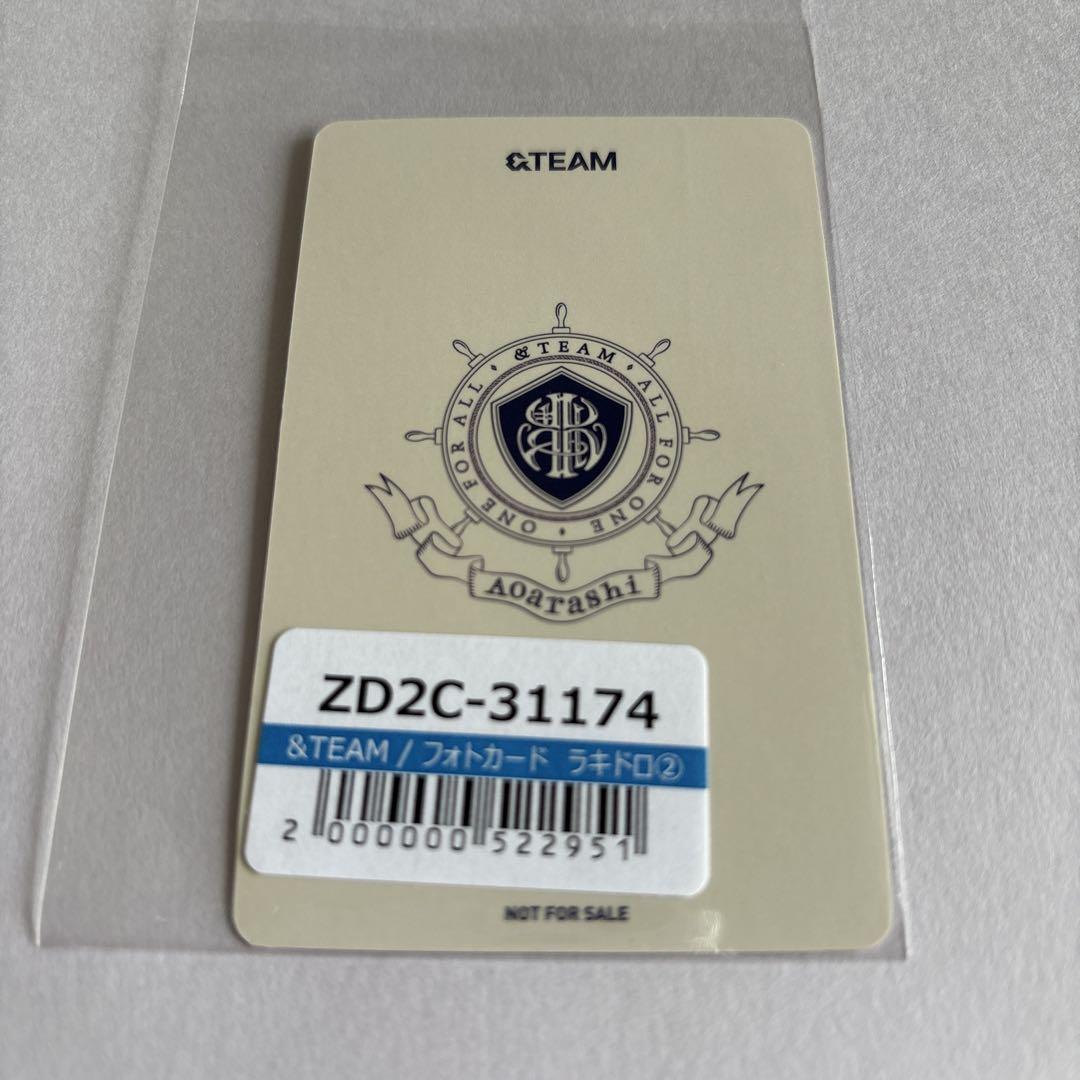 &TEAM
&TEAM ♦ ALL FOR ONE ♦ ONE FOR ALL ♦
Aoarashi
ZD2C-31174
&TEAM / フォトカード ラキドロ②
2 000000 522951
NOT FOR SALE